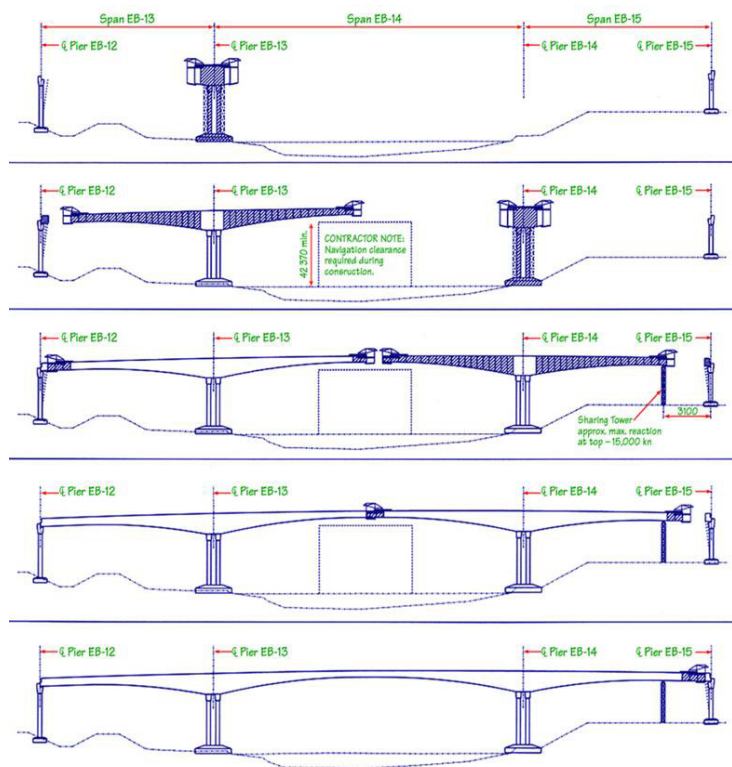 Span EB-13
Span EB-14
Span EB-15
℄ Pier EB-12
℄ Pier EB-13
℄ Pier EB-14
℄ Pier EB-15
℄ Pier EB-12
℄ Pier EB-13
℄ Pier EB-14
℄ Pier EB-15
42 370 min.
CONTRACTOR NOTE:
Navigation clearance
required during
construction.
℄ Pier EB-12
℄ Pier EB-13
℄ Pier EB-14
℄ Pier EB-15
Sharing Tower
approx. max. reaction
at top – 15,000 kn
3100
℄ Pier EB-12
℄ Pier EB-13
℄ Pier EB-14
℄ Pier EB-15
℄ Pier EB-12
℄ Pier EB-13
℄ Pier EB-14
℄ Pier EB-15